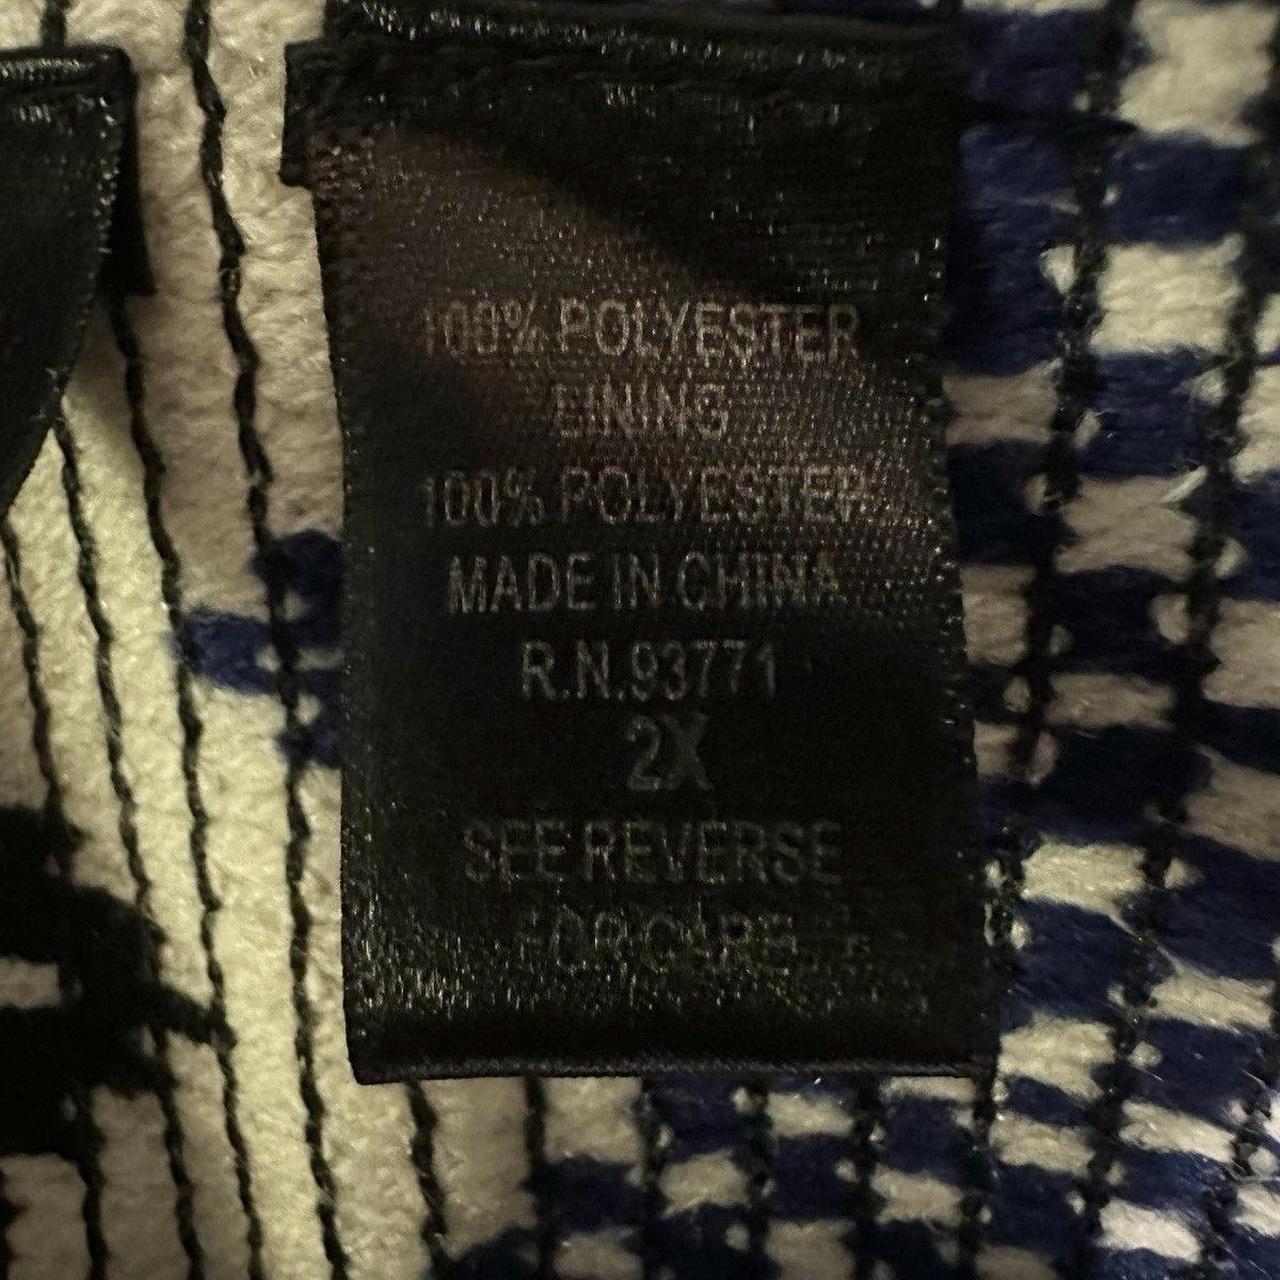 100% POLYESTER
LINING
100% POLYESTER
MADE IN CHINA
R.N.93771
2X
SEE REVERSE
FOR CARE